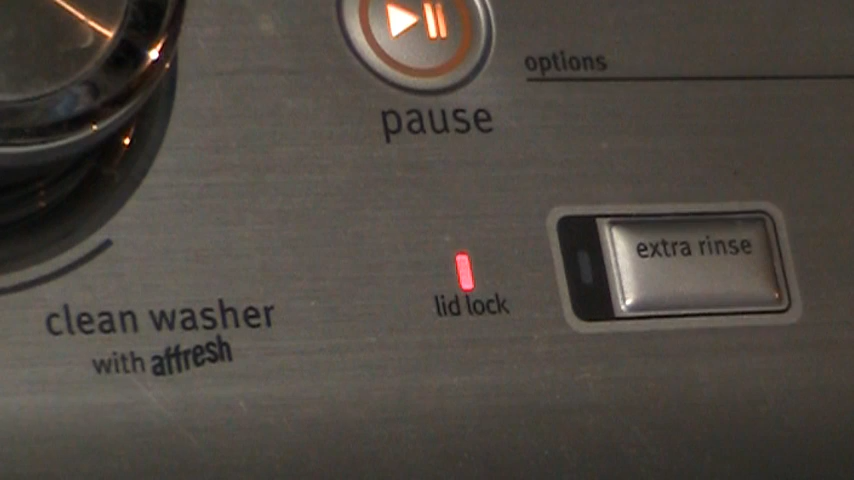 options
pause
extra rinse
lid lock
clean washer
with affresh